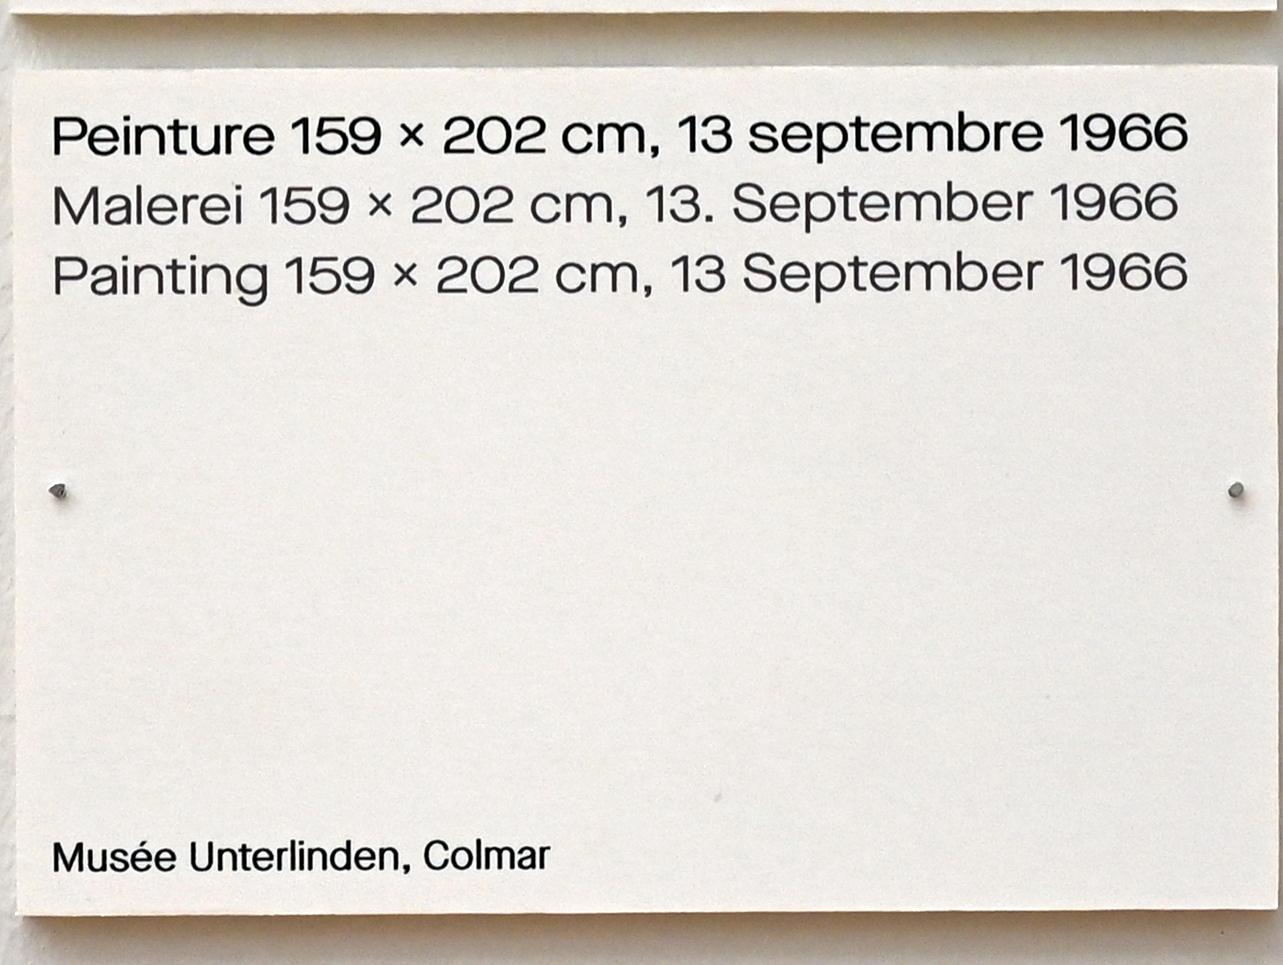 Peinture 159 × 202 cm, 13 septembre 1966
Malerei 159 × 202 cm, 13. September 1966
Painting 159 × 202 cm, 13 September 1966
Musée Unterlinden, Colmar